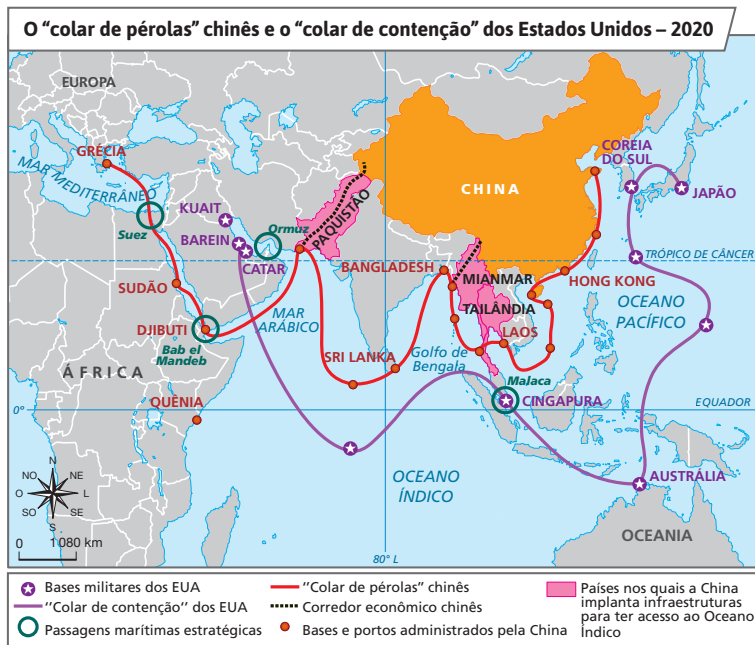 O “colar de pérolas” chinês e o “colar de contenção” dos Estados Unidos – 2020
EUROPA
GRÉCIA
MAR MEDITERRÂNEO
Suez
KUAIT
BAREIN
CATAR
Ormuz
PAQUISTÃO
CHINA
COREIA
DO SUL
JAPÃO
TRÓPICO DE CÂNCER
SUDÃO
DJIBUTI
Bab el
Mandeb
MAR
ARÁBICO
BANGLADESH
MIANMAR
TAILÂNDIA
LAOS
HONG KONG
OCEANO
PACÍFICO
SRI LANKA
Golfo de
Bengala
Malaca
CINGAPURA
ÁFRICA
QUÊNIA
0°
EQUADOR
OCEANO
ÍNDICO
AUSTRÁLIA
OCEANIA
N
NO
NE
O
L
SO
SE
S
0
1 080 km
80° L
Bases militares dos EUA
"Colar de contenção" dos EUA
Passagens marítimas estratégicas
"Colar de pérolas" chinês
Corredor econômico chinês
Bases e portos administrados pela China
Países nos quais a China
implanta infraestruturas
para ter acesso ao Oceano
Índico